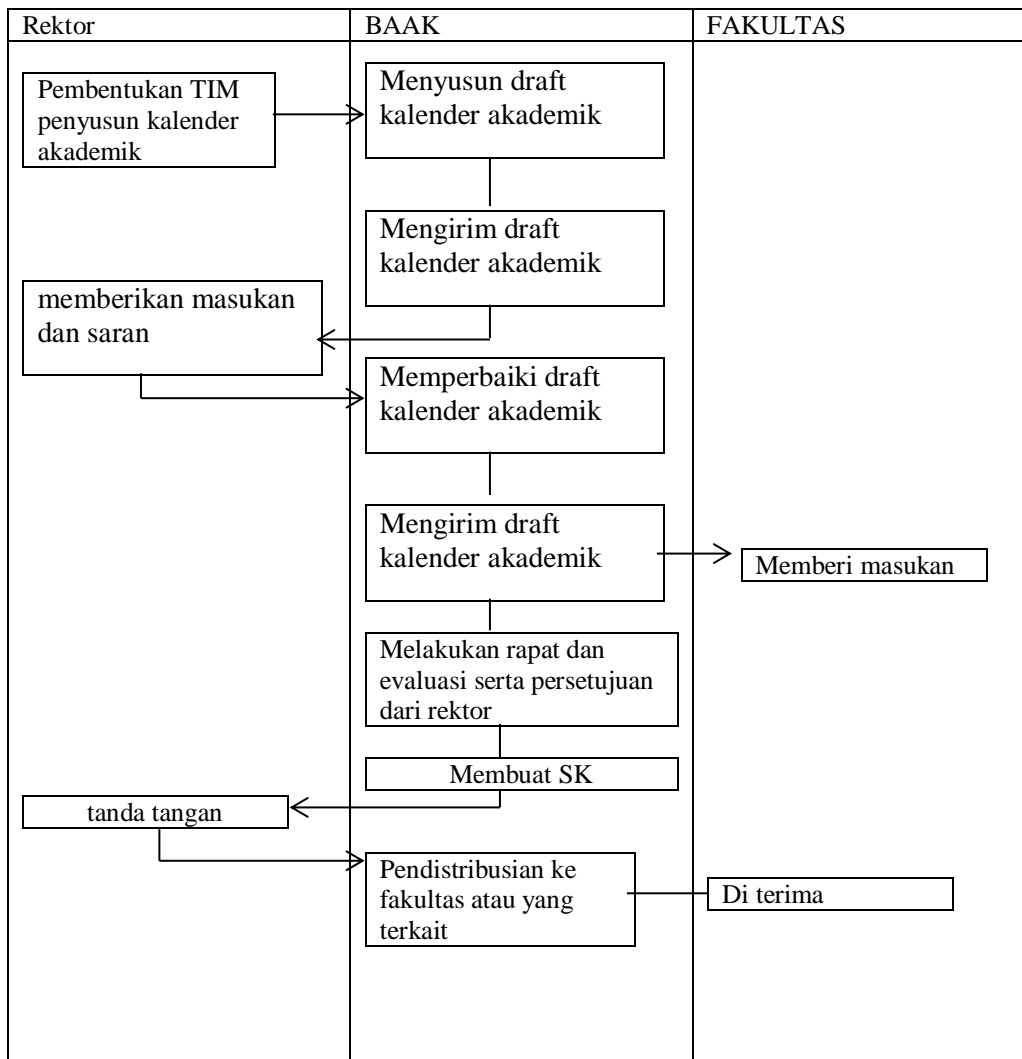 Rektor
BAAK
FAKULTAS
Pembentukan TIM
penyusun kalender
akademik
Menyusun draft
kalender akademik
Mengirim draft
kalender akademik
memberikan masukan
dan saran
Memperbaiki draft
kalender akademik
Mengirim draft
kalender akademik
Memberi masukan
Melakukan rapat dan
evaluasi serta persetujuan
dari rektor
Membuat SK
tanda tangan
Pendistribusian ke
fakultas atau yang
terkait
Di terima